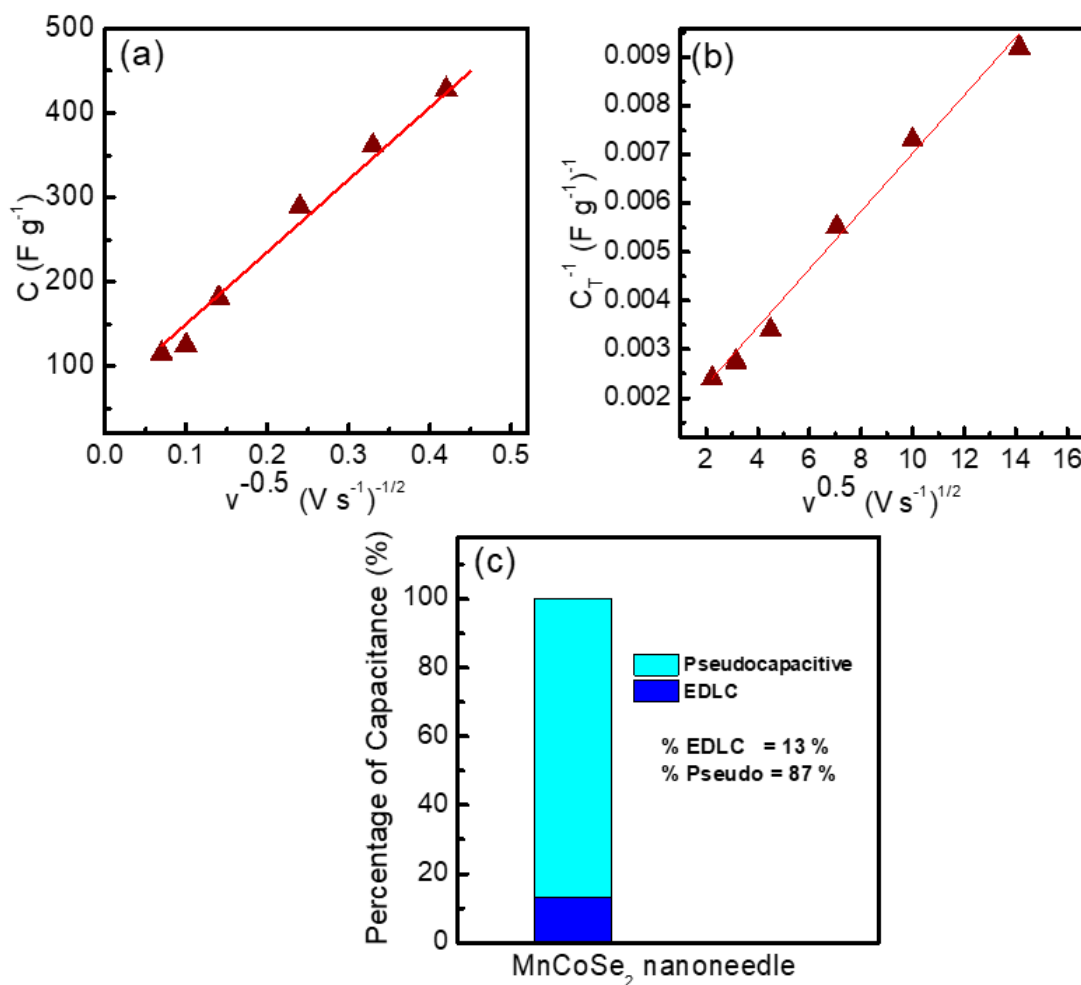 (a)
500
400
300
200
100
C (F g⁻¹)
0.0 0.1 0.2 0.3 0.4 0.5
v⁻⁰·⁵ (V s⁻¹)⁻¹/²
(b)
0.009
0.008
0.007
0.006
0.005
0.004
0.003
0.002
C_T⁻¹ (F g⁻¹)⁻¹
2 4 6 8 10 12 14 16
v⁰·⁵ (V s⁻¹)¹/²
(c)
100
80
60
40
20
0
Percentage of Capacitance (%)
Pseudocapacitive
EDLC
% EDLC = 13 %
% Pseudo = 87 %
MnCoSe₂ nanoneedle